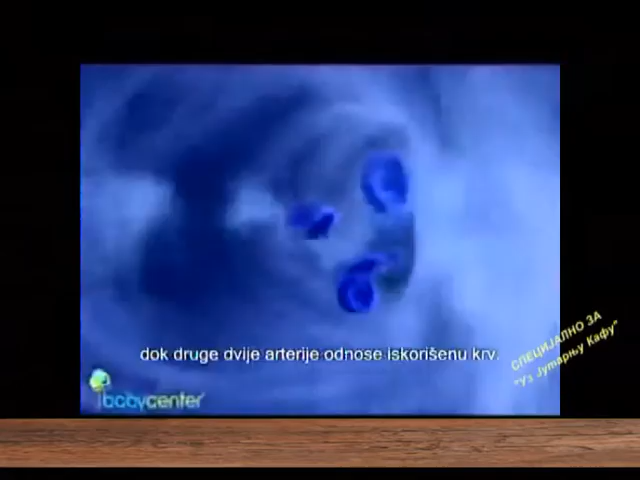 dok druge dvije arterije odnose iskorišenu krv.
СПЕЦИЈАЛНО ЗА
"Уз Јутарњу Кафу"
babycenter